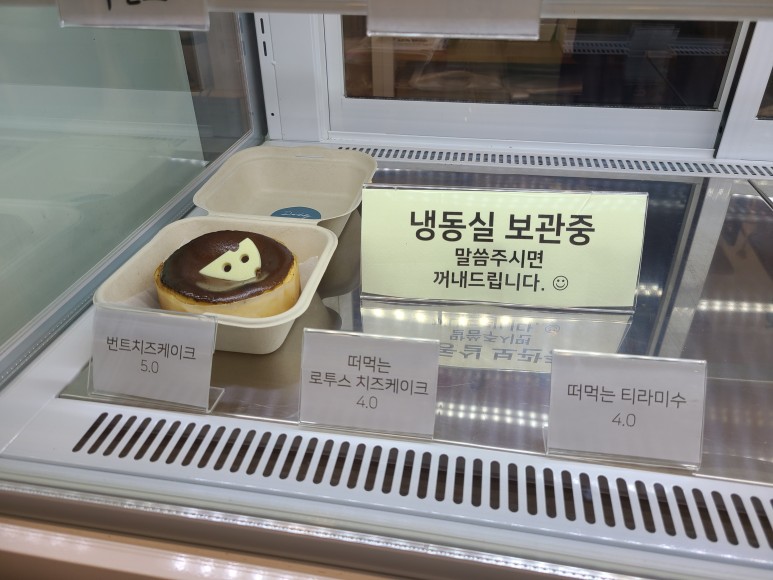 냉동실 보관중
말씀주시면
꺼내드립니다. ☺
번트치즈케이크
5.0
떠먹는
로투스 치즈케이크
4.0
떠먹는 티라미수
4.0